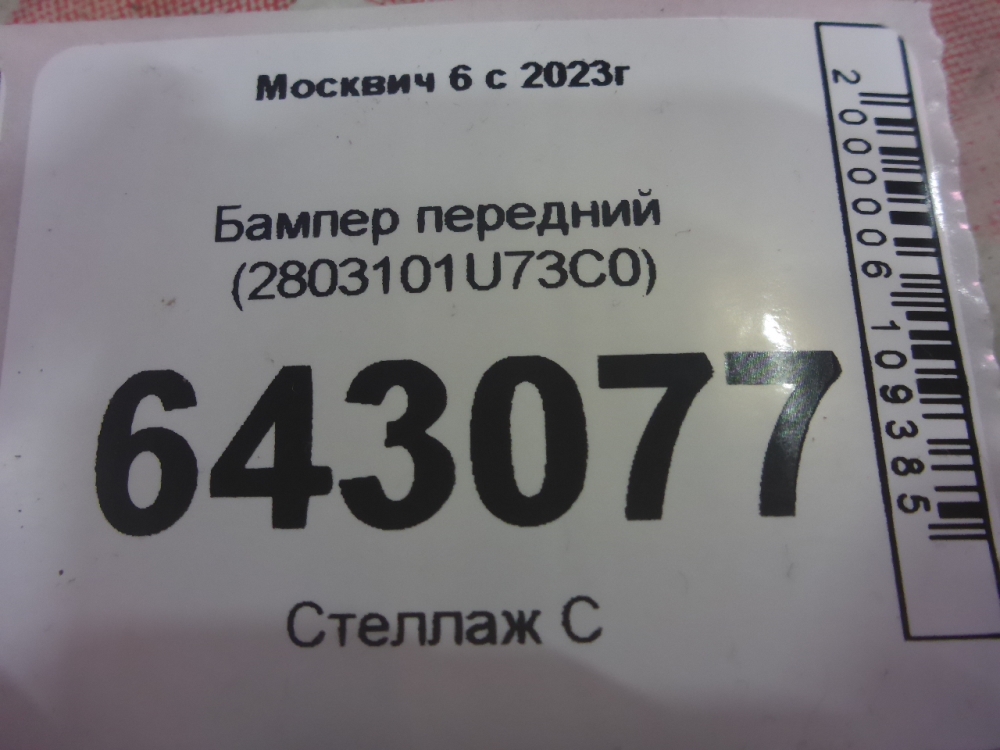 Москвич 6 с 2023г
Бампер передний
(2803101U73C0)
643077
Стеллаж С
2000006109385